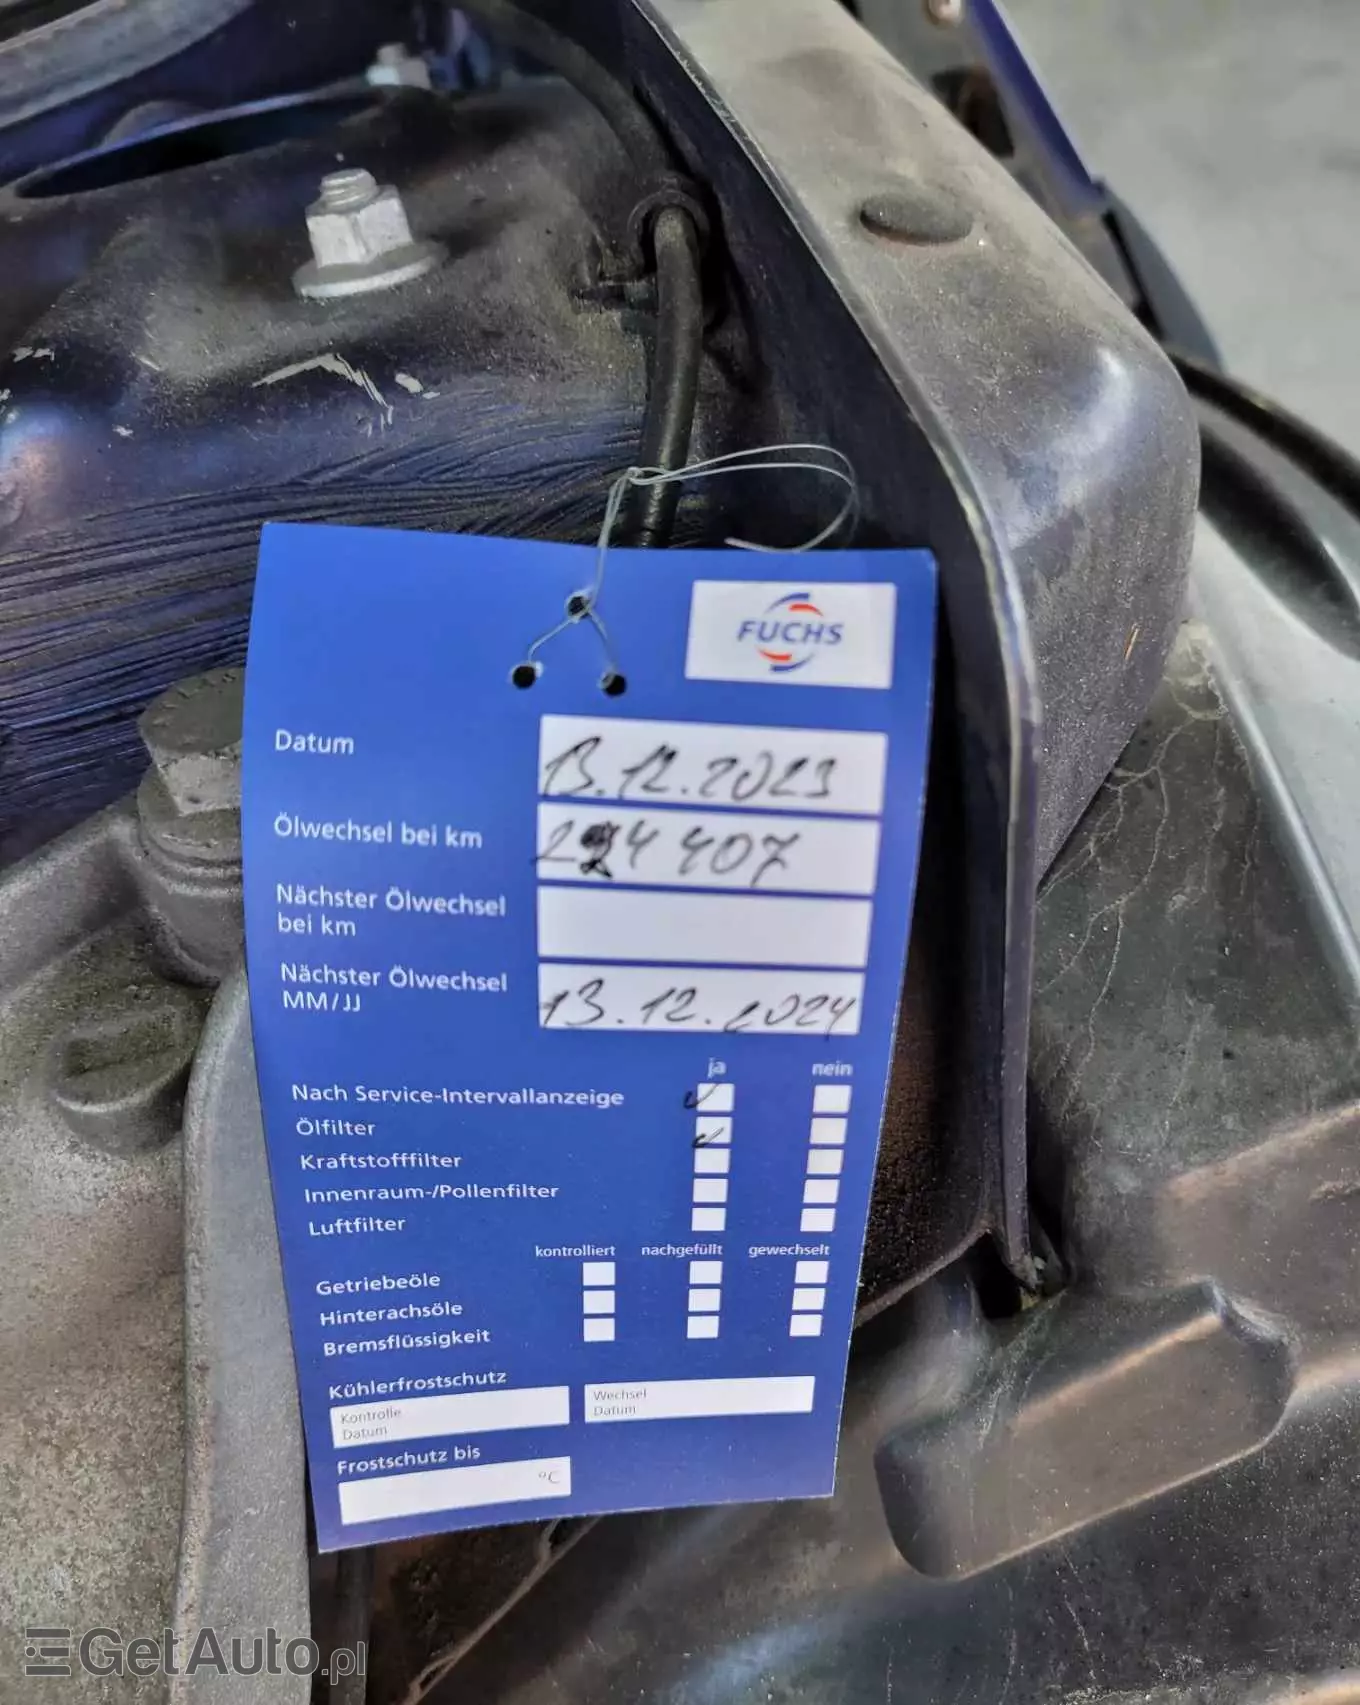 FUCHS
Datum 13.12.2023
Ölwechsel bei km 224 407
Nächster Ölwechsel
bei km
Nächster Ölwechsel
MM/JJ 13.12.2024
ja nein
Nach Service-Intervallanzeige
Ölfilter
Kraftstofffilter
Innenraum-/Pollenfilter
Luftfilter
kontrolliert nachgefüllt gewechselt
Getriebeöle
Hinterachsöle
Bremsflüssigkeit
Kühlerfrostschutz
Kontrolle
Datum
Wechsel
Datum
Frostschutz bis
°C
GetAuto.pl